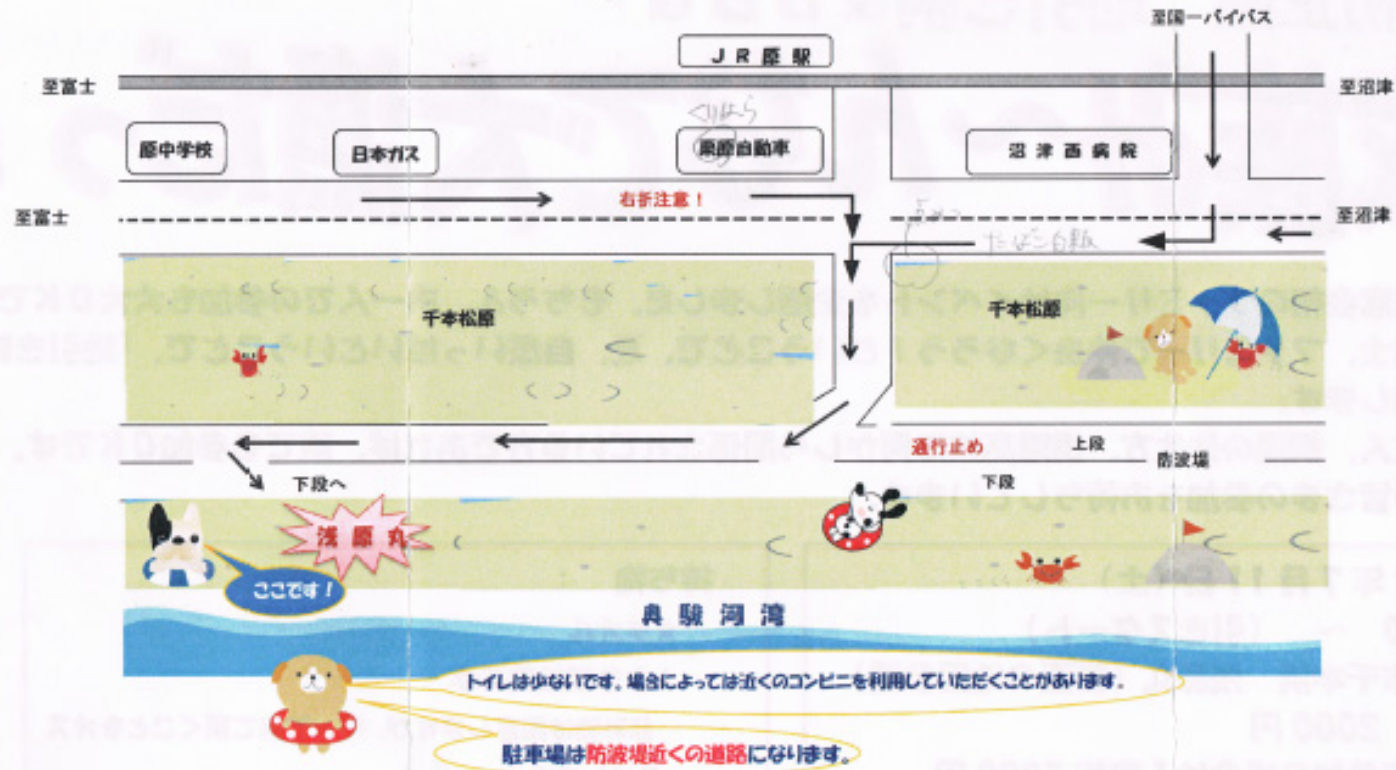 至国一バイパス
JR原駅
至富士
至沼津
くりはら
原中学校
日本ガス
栗原自動車
沼津西病院
右折注意！
至富士
至沼津
たばこ自販
千本松原
千本松原
通行止め
上段
防波場
下段へ
下段
浅原丸
ここです！
奥駿河湾
トイレは少ないです。場合によっては近くのコンビニを利用していただくことがあります。
駐車場は防波堤近くの道路になります。